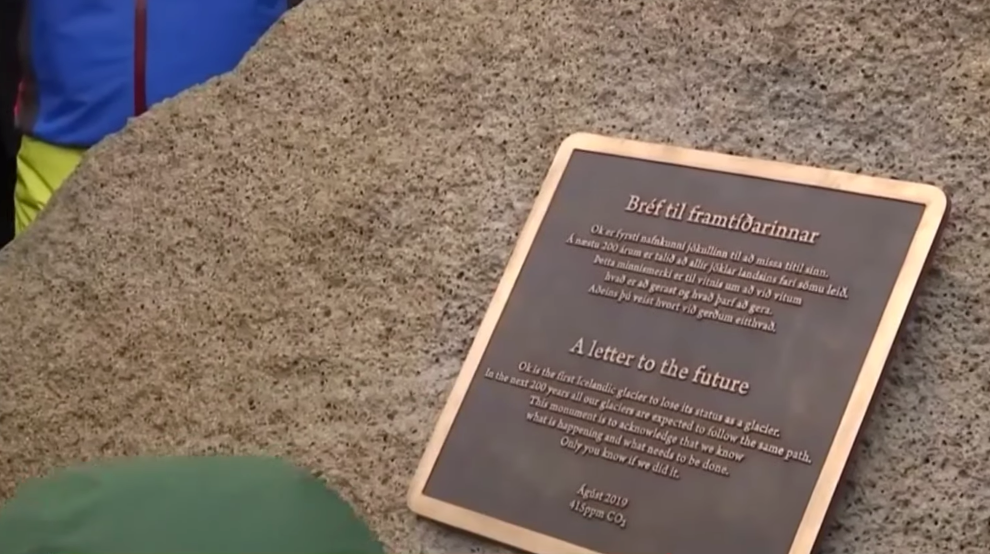 Bréf til framtíðarinnar
Ok er fyrsti nafnkunni jökullinn til að missa titil sinn.
Á næstu 200 árum er talið að allir jöklar landsins fari sömu leið.
Þetta minnismerki er til vitnis um að við vitum
hvað er að gerast og hvað þarf að gera.
Aðeins þú veist hvort við gerðum eitthvað.
A letter to the future
Ok is the first Icelandic glacier to lose its status as a glacier.
In the next 200 years all our glaciers are expected to follow the same path.
This monument is to acknowledge that we know
what is happening and what needs to be done.
Only you know if we did it.
Ágúst 2019
415ppm CO₂